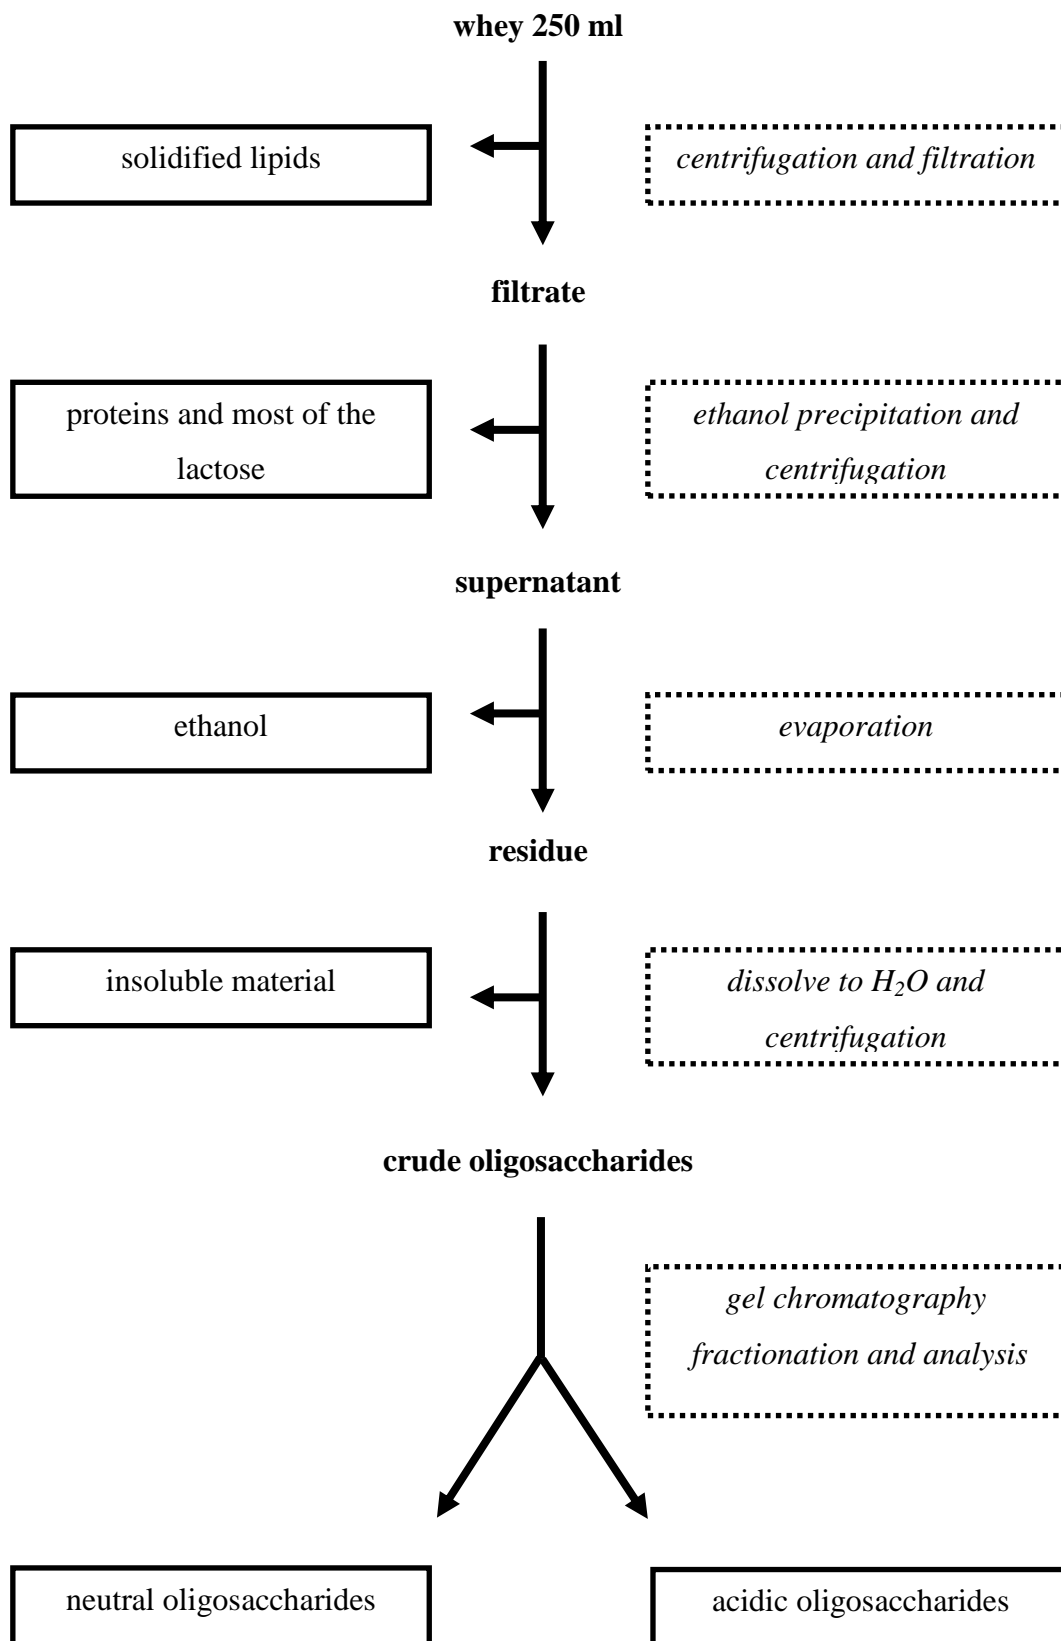 whey 250 ml
solidified lipids
centrifugation and filtration
filtrate
proteins and most of the
lactose
ethanol precipitation and
centrifugation
supernatant
ethanol
evaporation
residue
insoluble material
dissolve to H₂O and
centrifugation
crude oligosaccharides
gel chromatography
fractionation and analysis
neutral oligosaccharides
acidic oligosaccharides